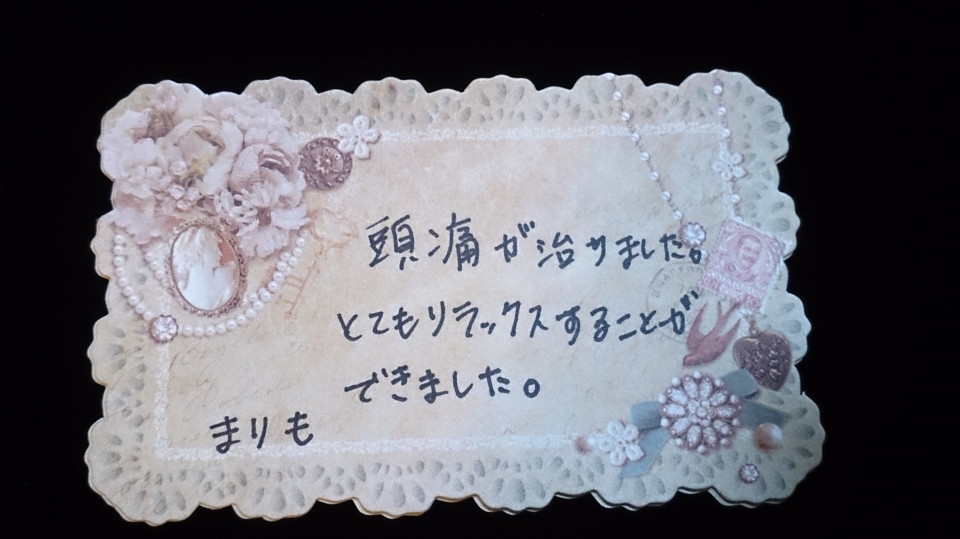 頭痛が治りました。
とてもリラックスすることが
できました。
まりも